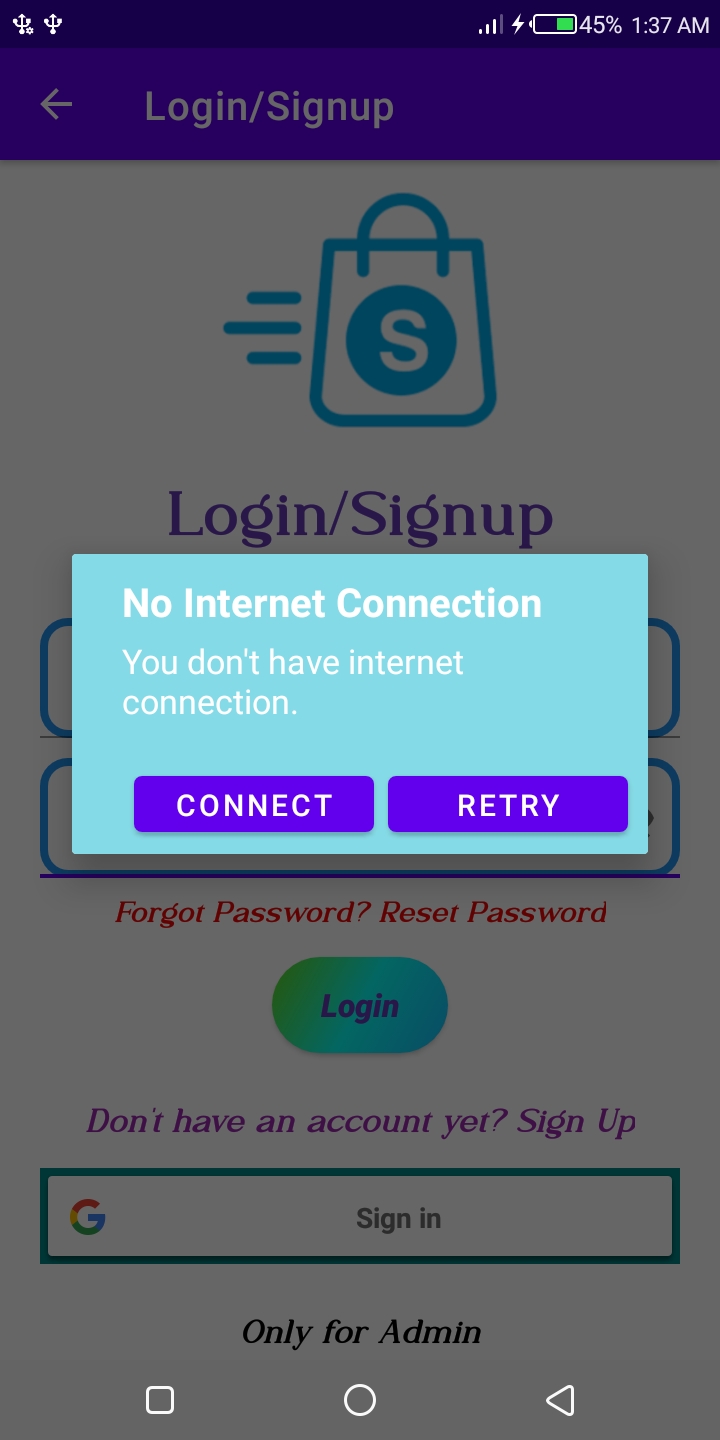 45% 1:37 AM
Login/Signup
S
Login/Signup
No Internet Connection
You don't have internet
connection.
CONNECT RETRY
Forgot Password? Reset Password
Login
Don't have an account yet? Sign Up
G Sign in
Only for Admin